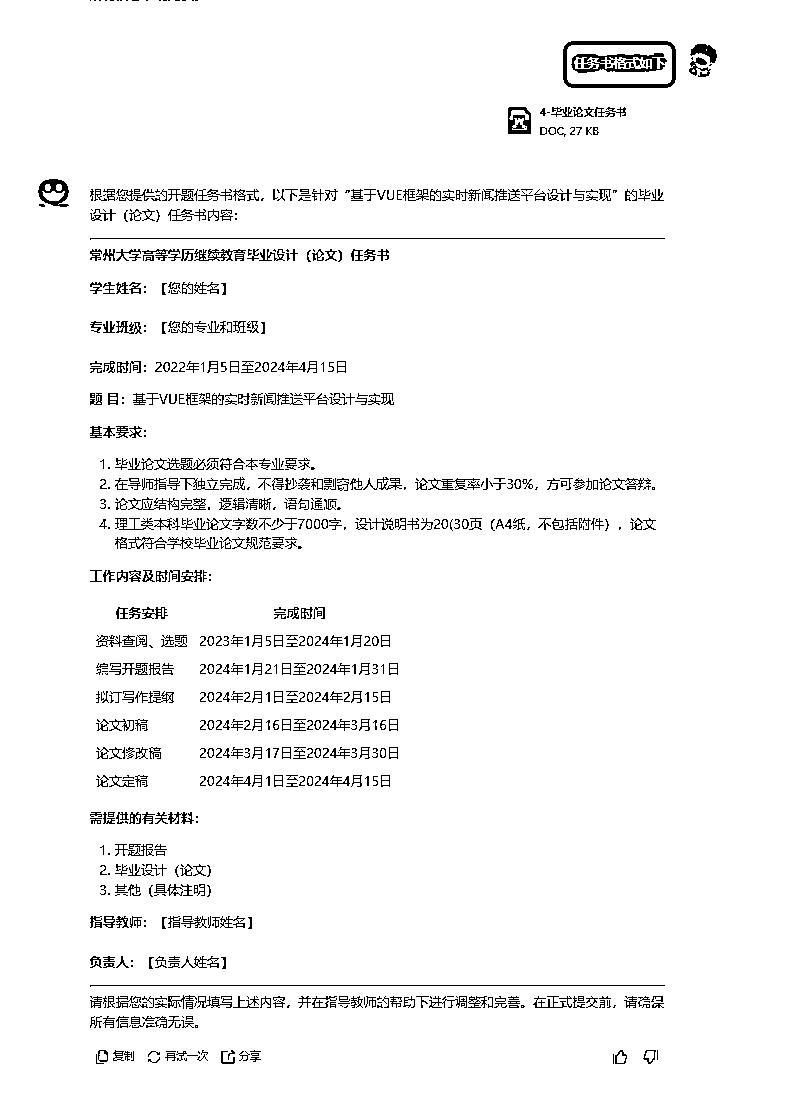 任务书格式如下
4-毕业论文任务书
DOC, 27 KB
根据您提供的开题任务书格式，以下是针对“基于VUE框架的实时新闻推送平台设计与实现”的毕业
设计（论文）任务书内容：
常州大学高等学历继续教育毕业设计（论文）任务书
学生姓名：【您的姓名】
专业班级：【您的专业和班级】
完成时间：2022年1月5日至2024年4月15日
题 目：基于VUE框架的实时新闻推送平台设计与实现
基本要求：
1. 毕业论文选题必须符合本专业要求。
2. 在导师指导下独立完成，不得抄袭和剽窃他人成果，论文重复率小于30%，方可参加论文答辩。
3. 论文应结构完整，逻辑清晰，语句通顺。
4. 理工类本科毕业论文字数不少于7000字，设计说明书为20(30页（A4纸，不包括附件），论文
格式符合学校毕业论文规范要求。
工作内容及时间安排：
任务安排 完成时间
资料查阅、选题 2023年1月5日至2024年1月20日
编写开题报告 2024年1月21日至2024年1月31日
拟订写作提纲 2024年2月1日至2024年2月15日
论文初稿 2024年2月16日至2024年3月16日
论文修改稿 2024年3月17日至2024年3月30日
论文定稿 2024年4月1日至2024年4月15日
需提供的有关材料：
1. 开题报告
2. 毕业设计（论文）
3. 其他（具体注明）
指导教师：【指导教师姓名】
负责人：【负责人姓名】
请根据您的实际情况填写上述内容，并在指导教师的帮助下进行调整和完善。在正式提交前，请确保
所有信息准确无误。
复制 再试一次 分享